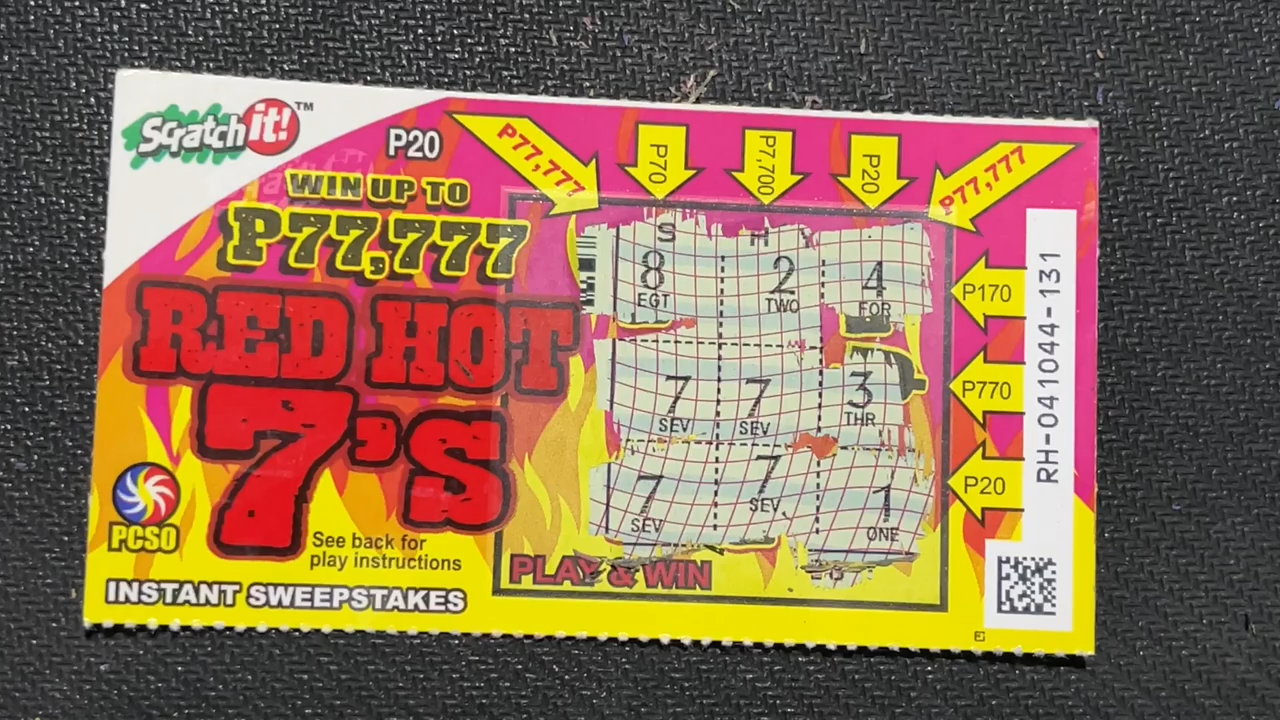 Scratch it!™
P20
WIN UP TO
P77,777
RED HOT
7's
See back for
play instructions
PCSO
INSTANT SWEEPSTAKES
P77,777
P70
P7,700
P20
P77,777
S H Y
8 2 4
EGT TWO FOR
P170
7 7 3
SEV SEV THR
P770
7 7 1
SEV SEV ONE
P20
PLAY & WIN
RH-041044-131